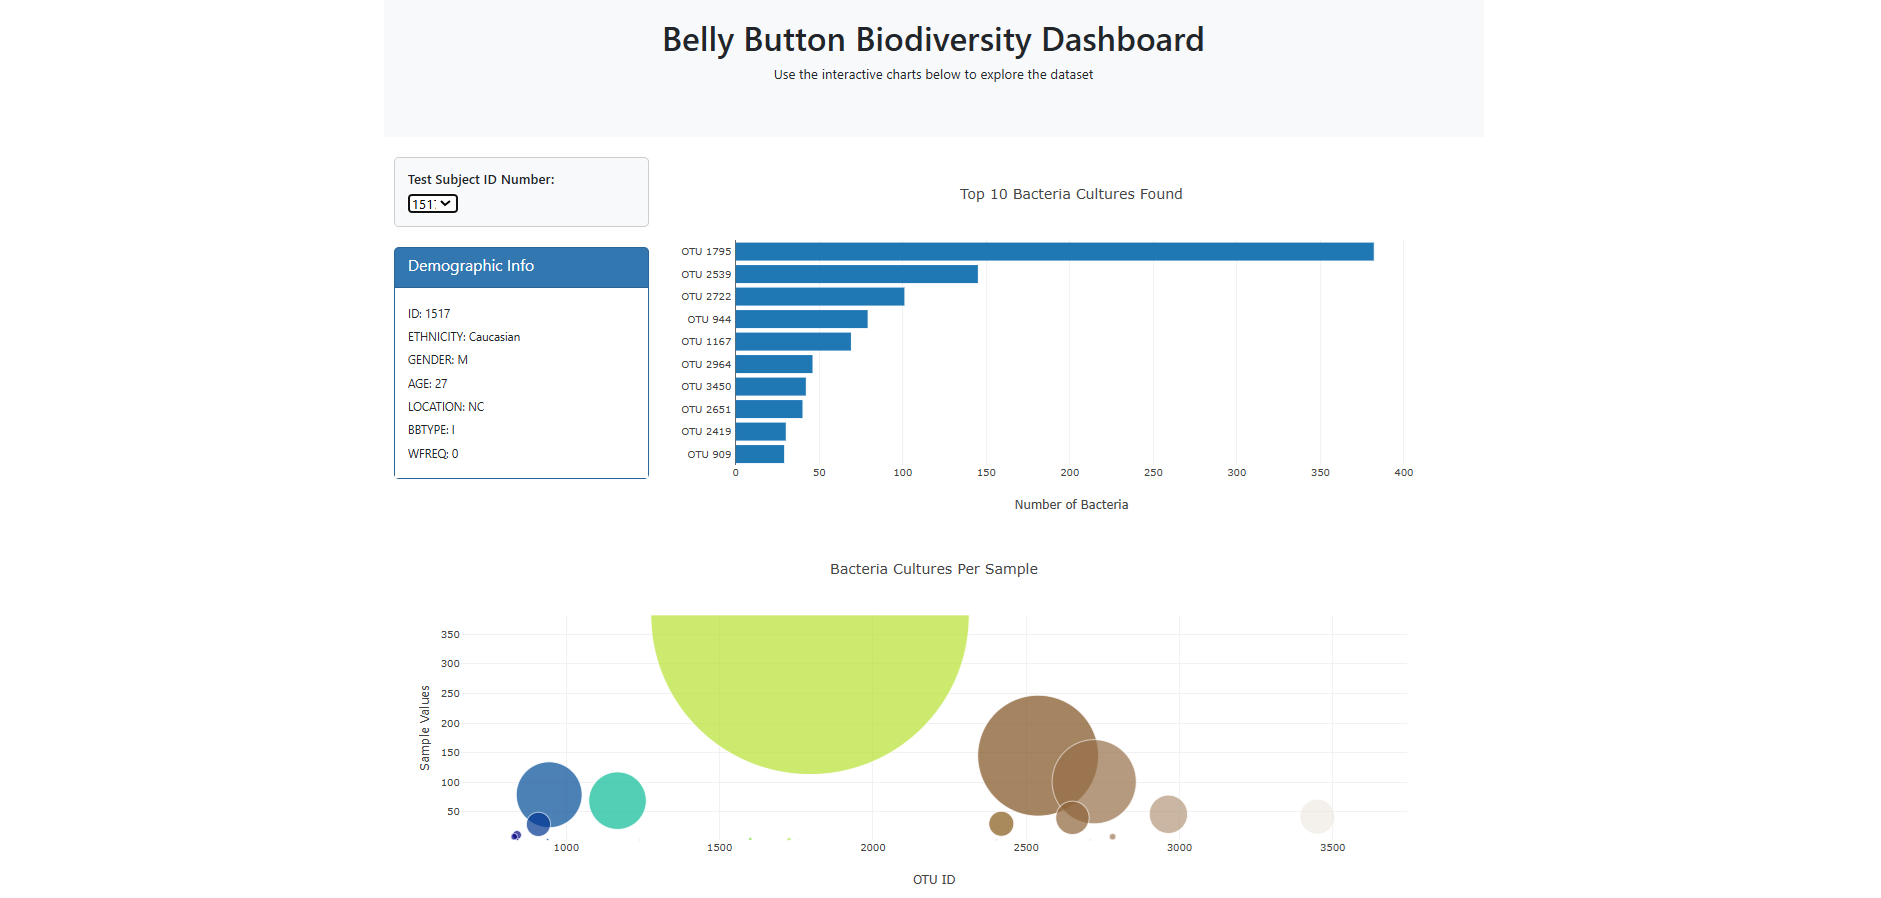 Belly Button Biodiversity Dashboard
Use the interactive charts below to explore the dataset
Test Subject ID Number:
1517
Demographic Info
ID: 1517
ETHNICITY: Caucasian
GENDER: M
AGE: 27
LOCATION: NC
BBTYPE: I
WFREQ: 0
Top 10 Bacteria Cultures Found
OTU 1795
OTU 2539
OTU 2722
OTU 944
OTU 1167
OTU 2964
OTU 3450
OTU 2651
OTU 2419
OTU 909
0 50 100 150 200 250 300 350 400
Number of Bacteria
Bacteria Cultures Per Sample
Sample Values
350
300
250
200
150
100
50
1000 1500 2000 2500 3000 3500
OTU ID